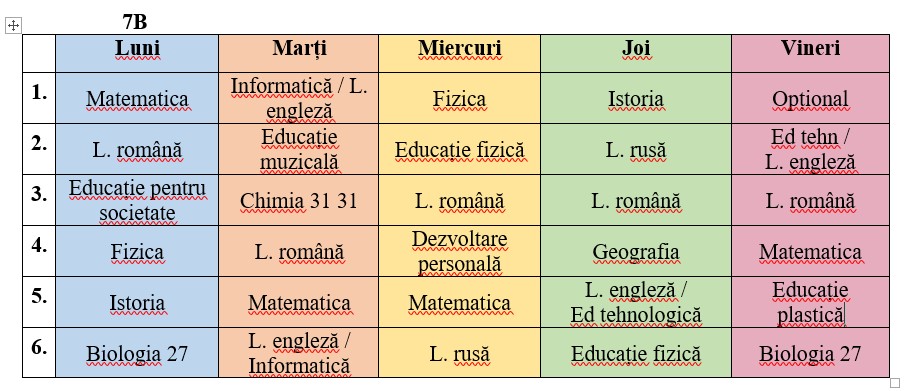 7B
Luni Marți Miercuri Joi Vineri
1. Matematica Informatică / L. engleză Fizica Istoria Opțional
2. L. română Educație muzicală Educație fizică L. rusă Ed tehn / L. engleză
3. Educație pentru societate Chimia 31 31 L. română L. română L. română
4. Fizica L. română Dezvoltare personală Geografia Matematica
5. Istoria Matematica Matematica L. engleză / Ed tehnologică Educație plastică
6. Biologia 27 L. engleză / Informatică L. rusă Educație fizică Biologia 27